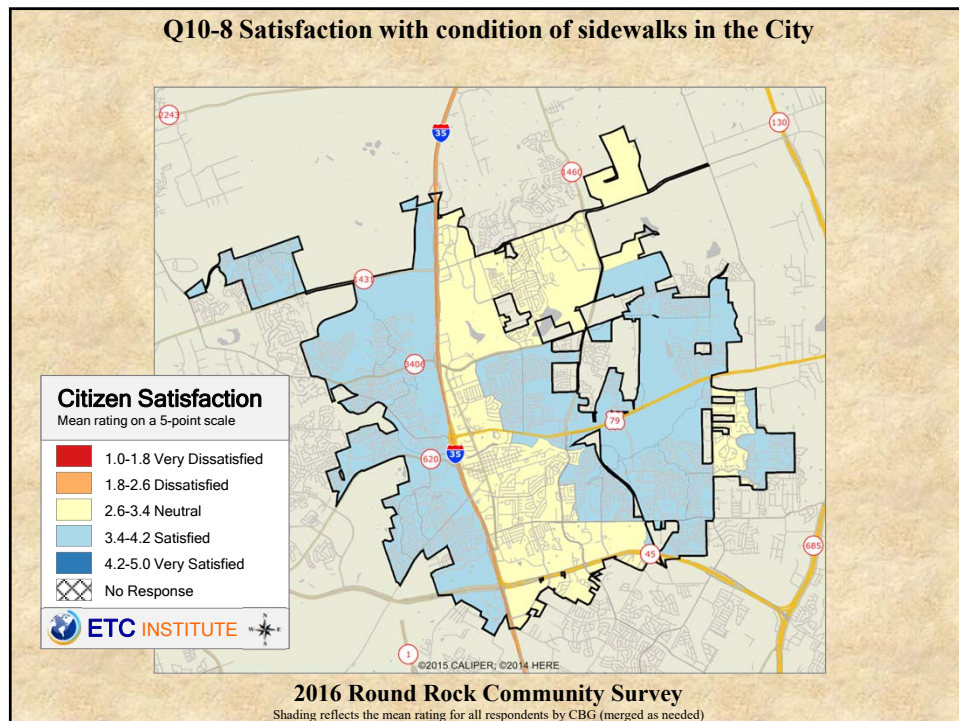 Q10-8 Satisfaction with condition of sidewalks in the City
2243
35
130
1460
1431
3406
79
620
35
45
685
1
Citizen Satisfaction
Mean rating on a 5-point scale
1.0-1.8 Very Dissatisfied
1.8-2.6 Dissatisfied
2.6-3.4 Neutral
3.4-4.2 Satisfied
4.2-5.0 Very Satisfied
No Response
ETC INSTITUTE
©2015 CALIPER; ©2014 HERE
2016 Round Rock Community Survey
Shading reflects the mean rating for all respondents by CBG (merged as needed)